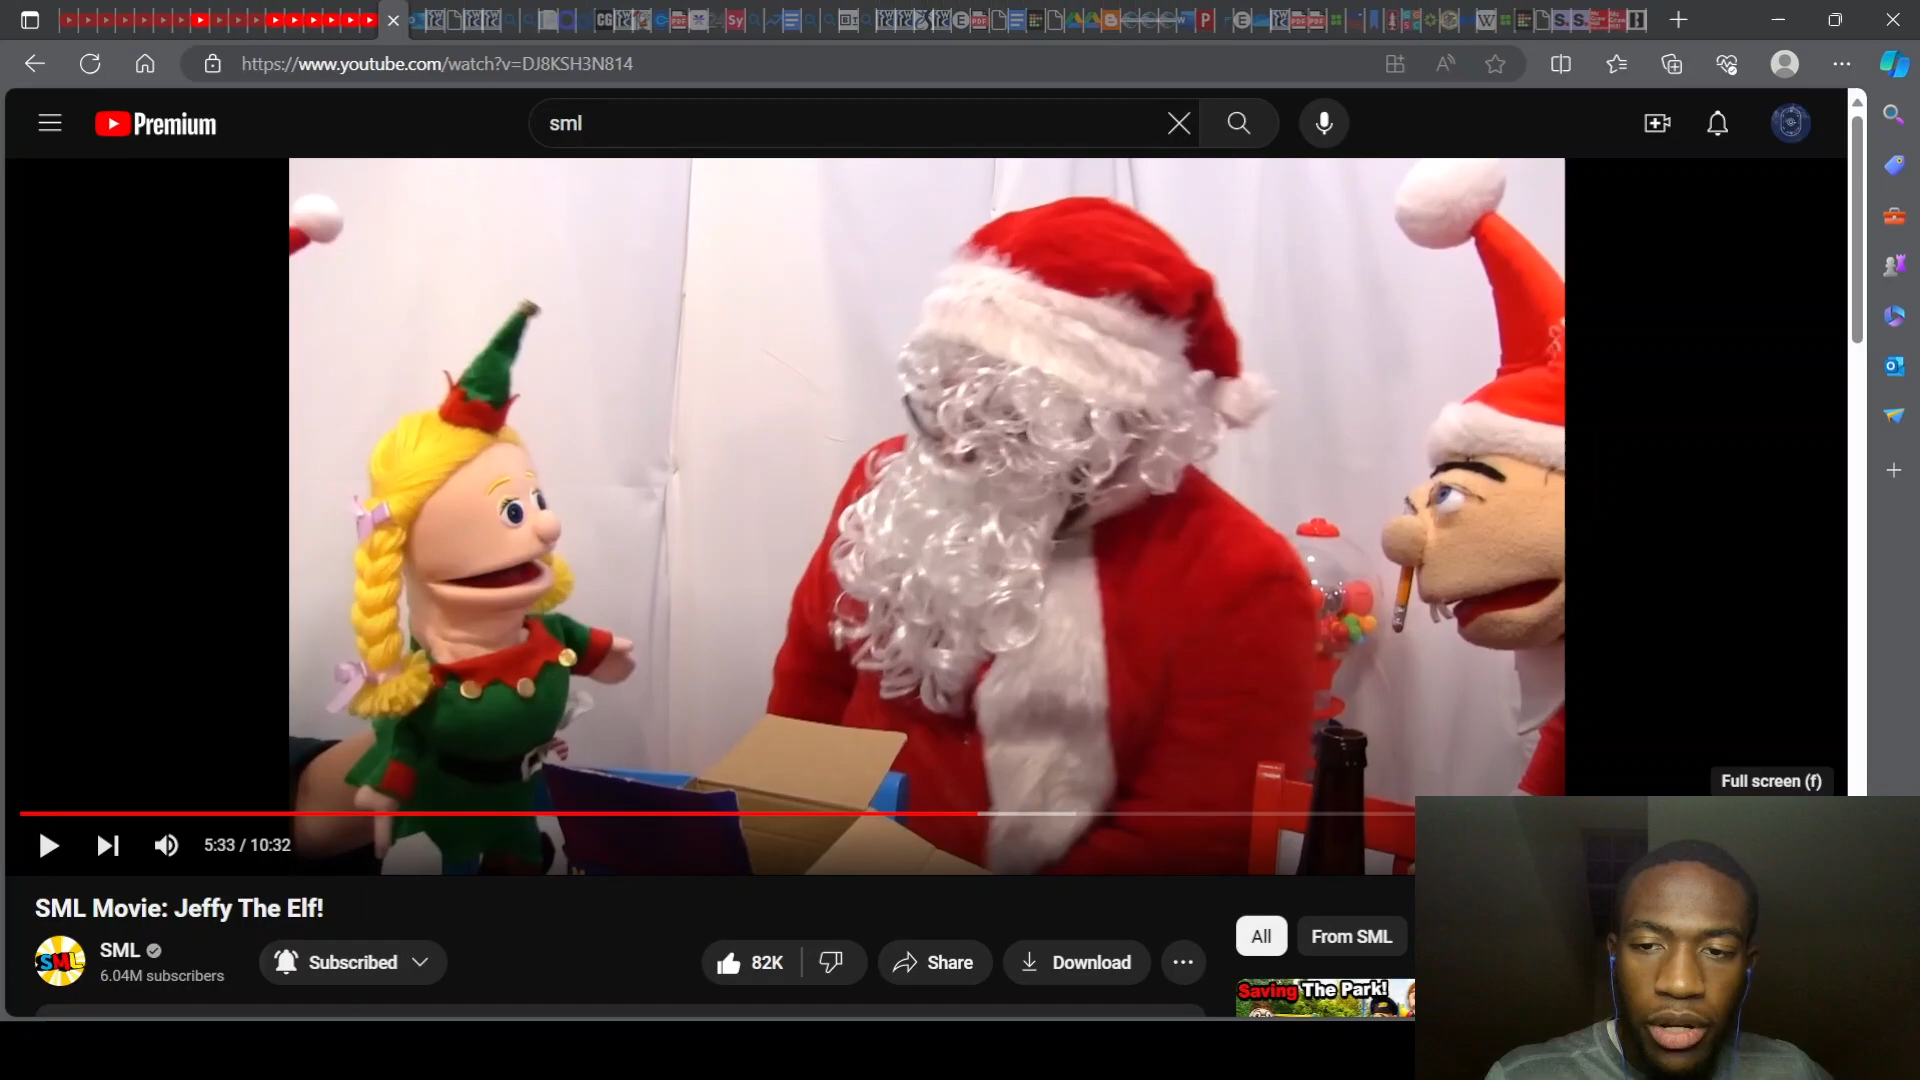 https://www.youtube.com/watch?v=DJ8KSH3N814
Premium
sml
Full screen (f)
5:33 / 10:32
SML Movie: Jeffy The Elf!
SML
SML
6.04M subscribers
Subscribed
82K
Share
Download
All
From SML
Saving The Park!